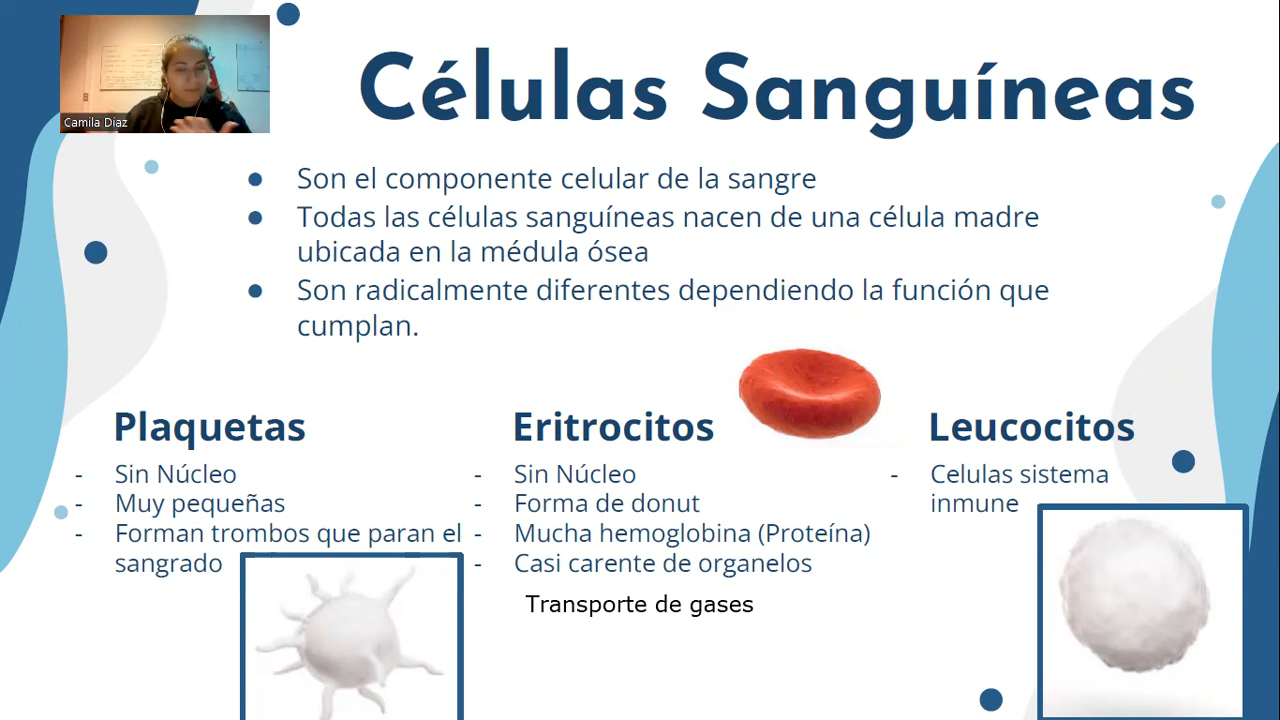 Camila Diaz
Células Sanguíneas
● Son el componente celular de la sangre
● Todas las células sanguíneas nacen de una célula madre
ubicada en la médula ósea
● Son radicalmente diferentes dependiendo la función que
cumplan.
Plaquetas
- Sin Núcleo
- Muy pequeñas
- Forman trombos que paran el
sangrado
Eritrocitos
- Sin Núcleo
- Forma de donut
- Mucha hemoglobina (Proteína)
- Casi carente de organelos
Transporte de gases
Leucocitos
- Celulas sistema
inmune